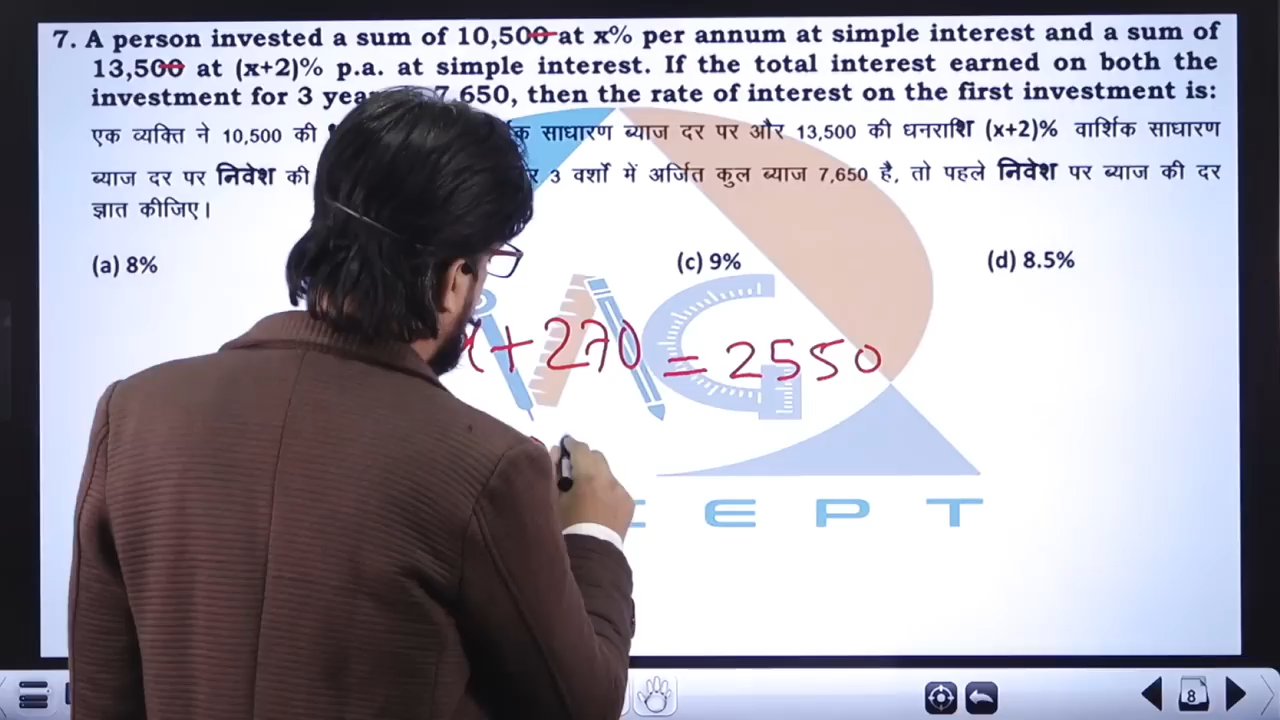 7. A person invested a sum of 10,500 at x% per annum at simple interest and a sum of
13,500 at (x+2)% p.a. at simple interest. If the total interest earned on both the
investment for 3 7,650, then the rate of interest on the first investment is:
एक व्यक्ति ने 10,500 की साधारण ब्याज दर पर और 13,500 की धनराशि (x+2)% वार्शिक साधारण
ब्याज दर पर निवेश की 3 वर्शो में अर्जित कुल ब्याज 7,650 है, तो पहले निवेश पर ब्याज की दर
ज्ञात कीजिए।
(a) 8% (c) 9% (d) 8.5%
x+270 = 2550
E P T
8